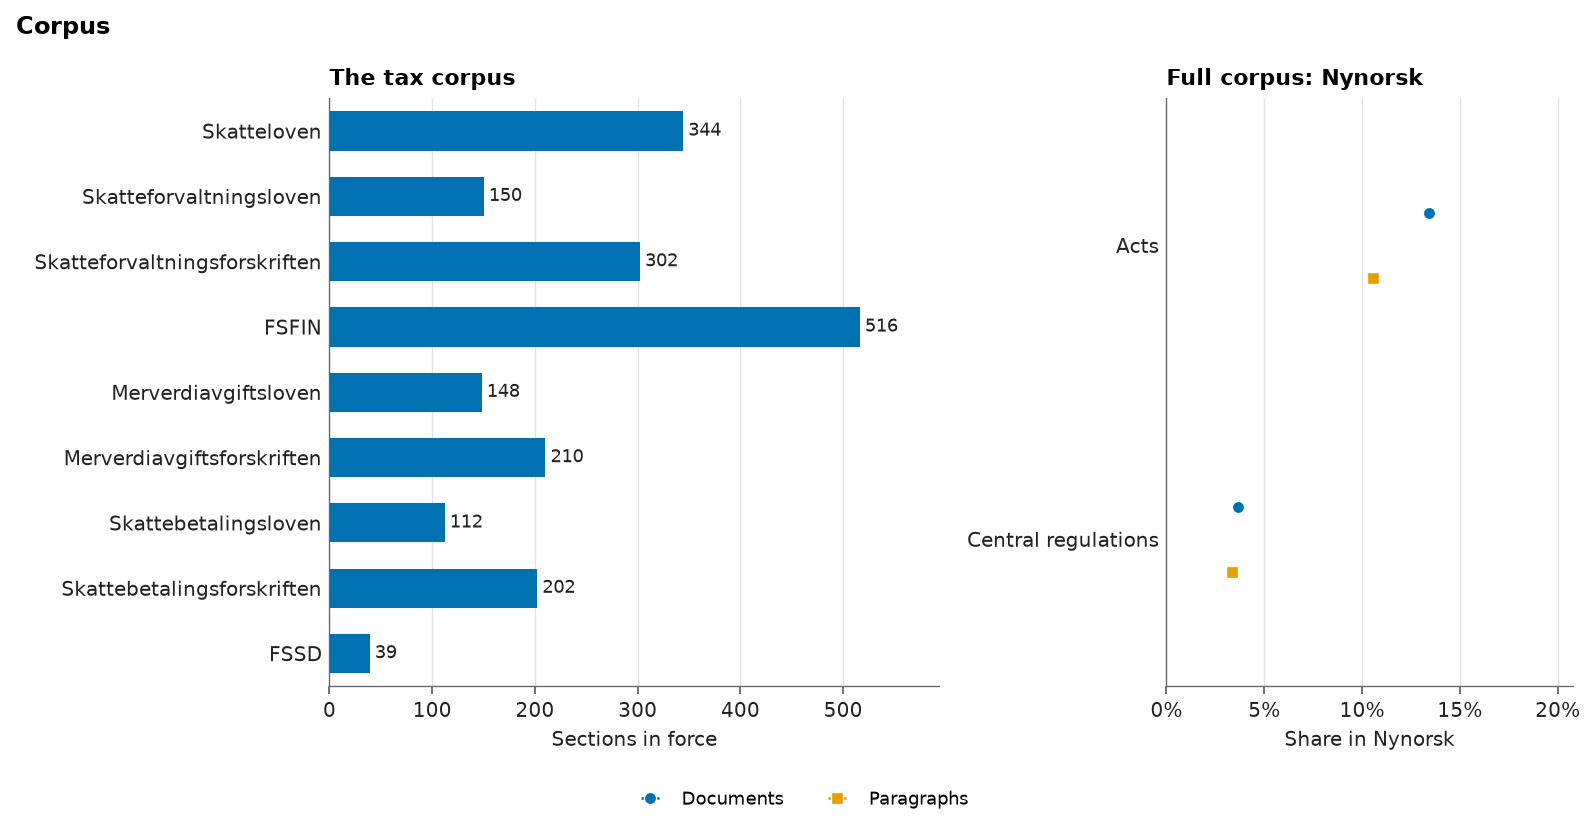 Corpus
The tax corpus
Skatteloven 344
Skatteforvaltningsloven 150
Skatteforvaltningsforskriften 302
FSFIN 516
Merverdiavgiftsloven 148
Merverdiavgiftsforskriften 210
Skattebetalingsloven 112
Skattebetalingsforskriften 202
FSSD 39
0 100 200 300 400 500
Sections in force
Full corpus: Nynorsk
Acts
Central regulations
0% 5% 10% 15% 20%
Share in Nynorsk
Documents Paragraphs